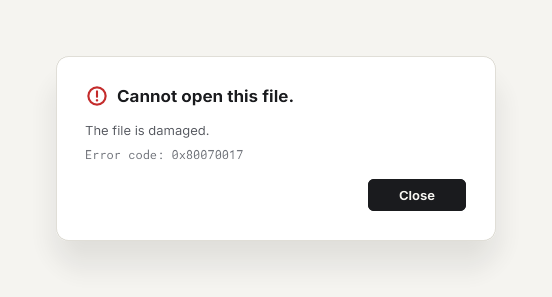 Cannot open this file.
The file is damaged.
Error code: 0x80070017
Close